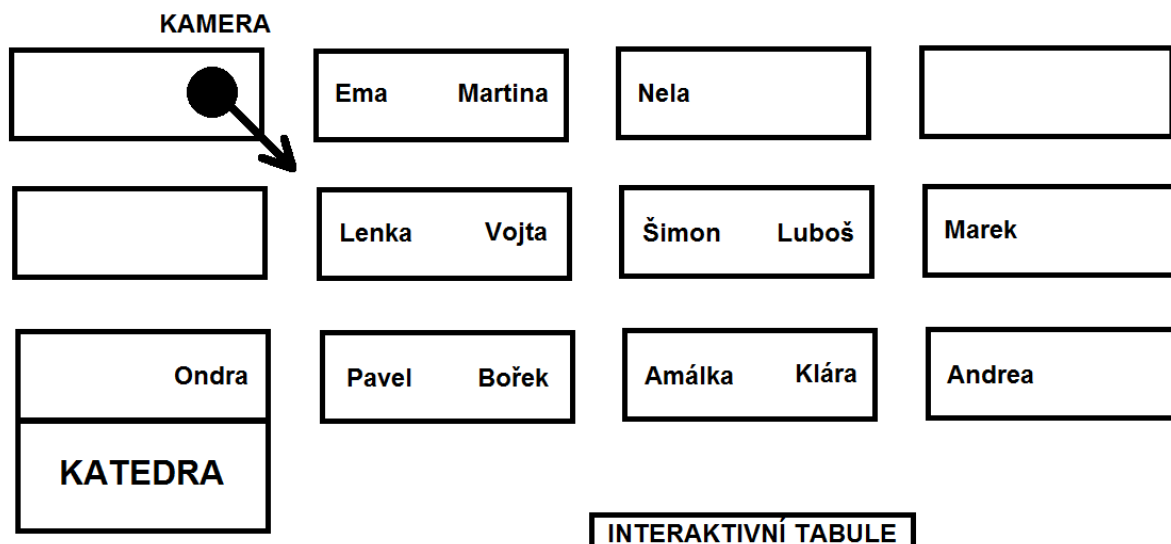 KAMERA
Ema Martina Nela
Lenka Vojta Šimon Luboš Marek
Ondra Pavel Bořek Amálka Klára Andrea
KATEDRA
INTERAKTIVNÍ TABULE